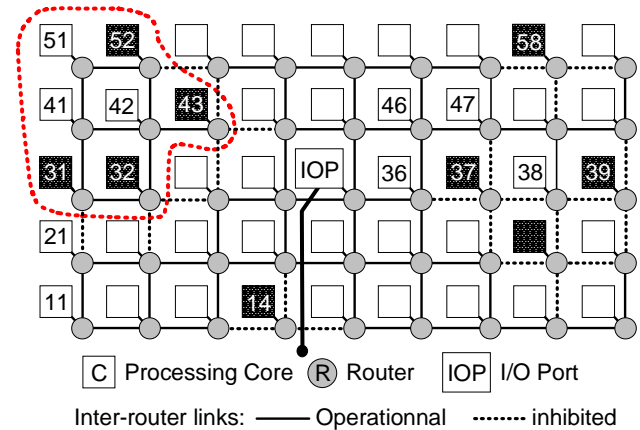 51 52 58
41 42 43 46 47
31 32 IOP 36 37 38 39
21
11 14
C Processing Core R Router IOP I/O Port
Inter-router links: Operationnal inhibited